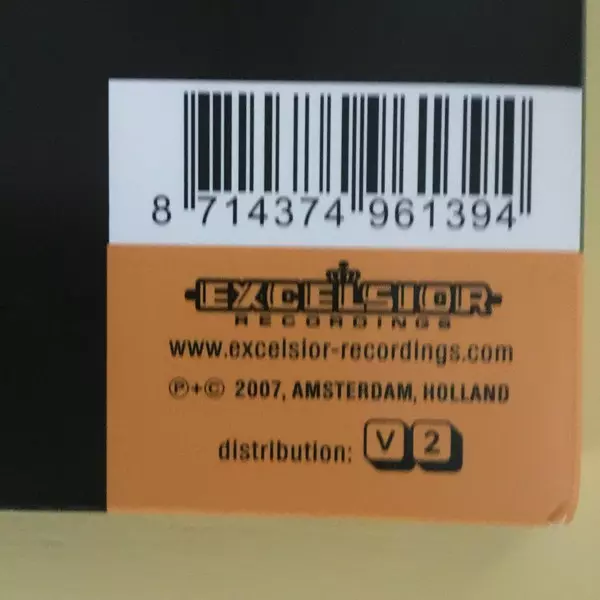 8 714374 961394
EXCELSIOR
RECORDINGS
www.excelsior-recordings.com
℗+© 2007, AMSTERDAM, HOLLAND
distribution: V2